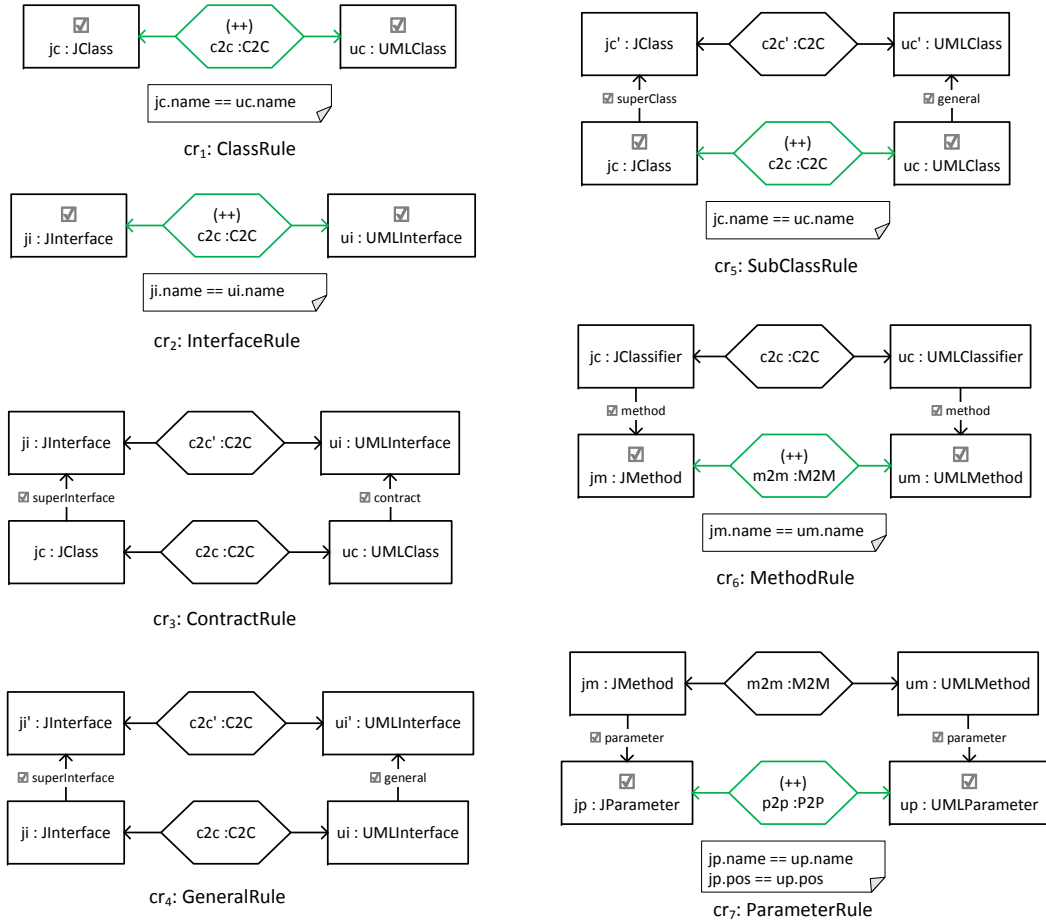 jc : JClass
(++)
c2c :C2C
uc : UMLClass
jc.name == uc.name
cr₁: ClassRule
ji : JInterface
(++)
c2c :C2C
ui : UMLInterface
ji.name == ui.name
cr₂: InterfaceRule
ji : JInterface
c2c' :C2C
ui : UMLInterface
superInterface
contract
jc : JClass
c2c :C2C
uc : UMLClass
cr₃: ContractRule
ji' : JInterface
c2c' :C2C
ui' : UMLInterface
superInterface
general
ji : JInterface
c2c :C2C
ui : UMLInterface
cr₄: GeneralRule
jc' : JClass
c2c' :C2C
uc' : UMLClass
superClass
general
jc : JClass
(++)
c2c :C2C
uc : UMLClass
jc.name == uc.name
cr₅: SubClassRule
jc : JClassifier
c2c :C2C
uc : UMLClassifier
method
method
jm : JMethod
(++)
m2m :M2M
um : UMLMethod
jm.name == um.name
cr₆: MethodRule
jm : JMethod
m2m :M2M
um : UMLMethod
parameter
parameter
jp : JParameter
(++)
p2p :P2P
up : UMLParameter
jp.name == up.name
jp.pos == up.pos
cr₇: ParameterRule